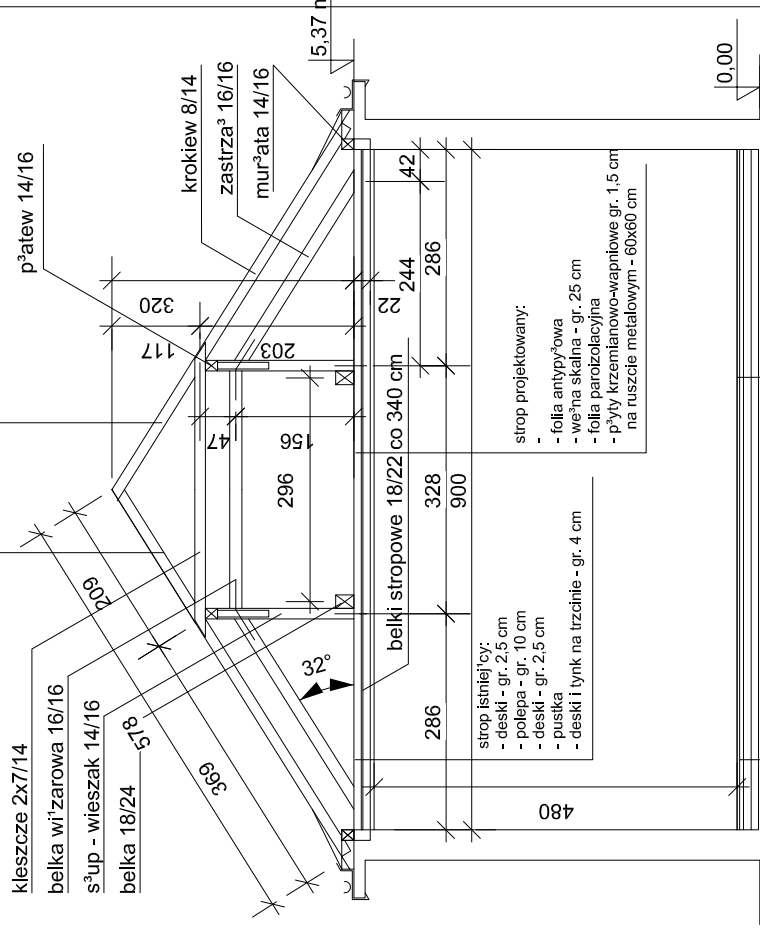 5,37 n
0,00
krokiew 8/14
zastrza³ 16/16
mur³ata 14/16
p³atew 14/16
320
117
203
22
42
244
286
47
156
296
328
900
286
209
369
578
32°
480
kleszcze 2x7/14
belka wi¹zarowa 16/16
s³up - wieszak 14/16
belka 18/24
belki stropowe 18/22 co 340 cm
strop projektowany:
-
- folia antypy³owa
- we³na skalna - gr. 25 cm
- folia paroizolacyjna
- p³yty krzemianowo-wapniowe gr. 1,5 cm
na ruszcie metalowym - 60x60 cm
strop istniej¹cy:
- deski - gr. 2,5 cm
- polepa - gr. 10 cm
- deski - gr. 2,5 cm
- pustka
- deski i tynk na trzcinie - gr. 4 cm